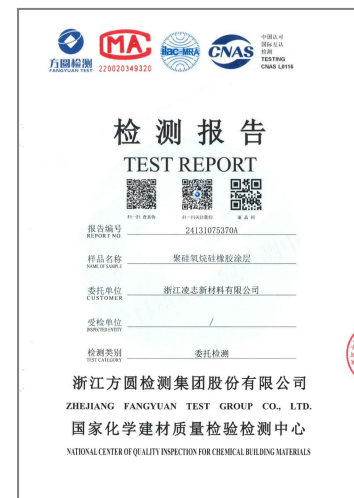 方圆检测
FANGYUAN TEST
MA
220020349320
ilac-MRA
CNAS
中国认可
国际互认
检测
TESTING
CNAS L0116
检测报告
TEST REPORT
报告编号
REPORT NO.
24131075370A
样品名称
NAME OF SAMPLE
聚硅氧烷硅橡胶涂层
委托单位
CUSTOMER
浙江凌志新材料有限公司
受检单位
INSPECTED ENTITY
/
检测类别
TEST CATEGORY
委托检测
浙江方圆检测集团股份有限公司
ZHEJIANG FANGYUAN TEST GROUP CO., LTD.
国家化学建材质量检验检测中心
NATIONAL CENTER OF QUALITY INSPECTION FOR CHEMICAL BUILDING MATERIALS